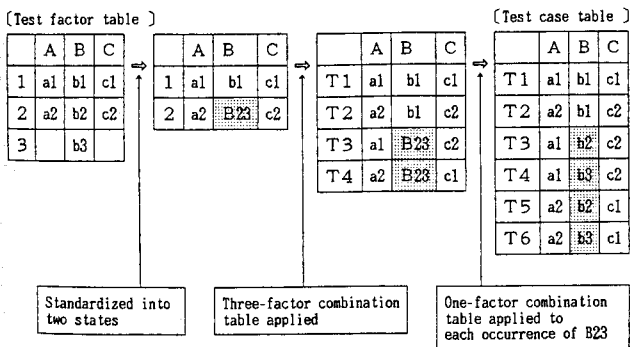 〔Test factor table 〕
A B C
1 a1 b1 c1
2 a2 b2 c2
3 b3
⇒
A B C
1 a1 b1 c1
2 a2 B23 c2
⇒
A B C
T1 a1 b1 c1
T2 a2 b1 c2
T3 a1 B23 c2
T4 a2 B23 c1
⇒
〔Test case table 〕
A B C
T1 a1 b1 c1
T2 a2 b1 c2
T3 a1 b2 c2
T4 a1 b3 c2
T5 a2 b2 c1
T6 a2 b3 c1
Standardized into
two states
Three-factor combination
table applied
One-factor combination
table applied to
each occurrence of B23